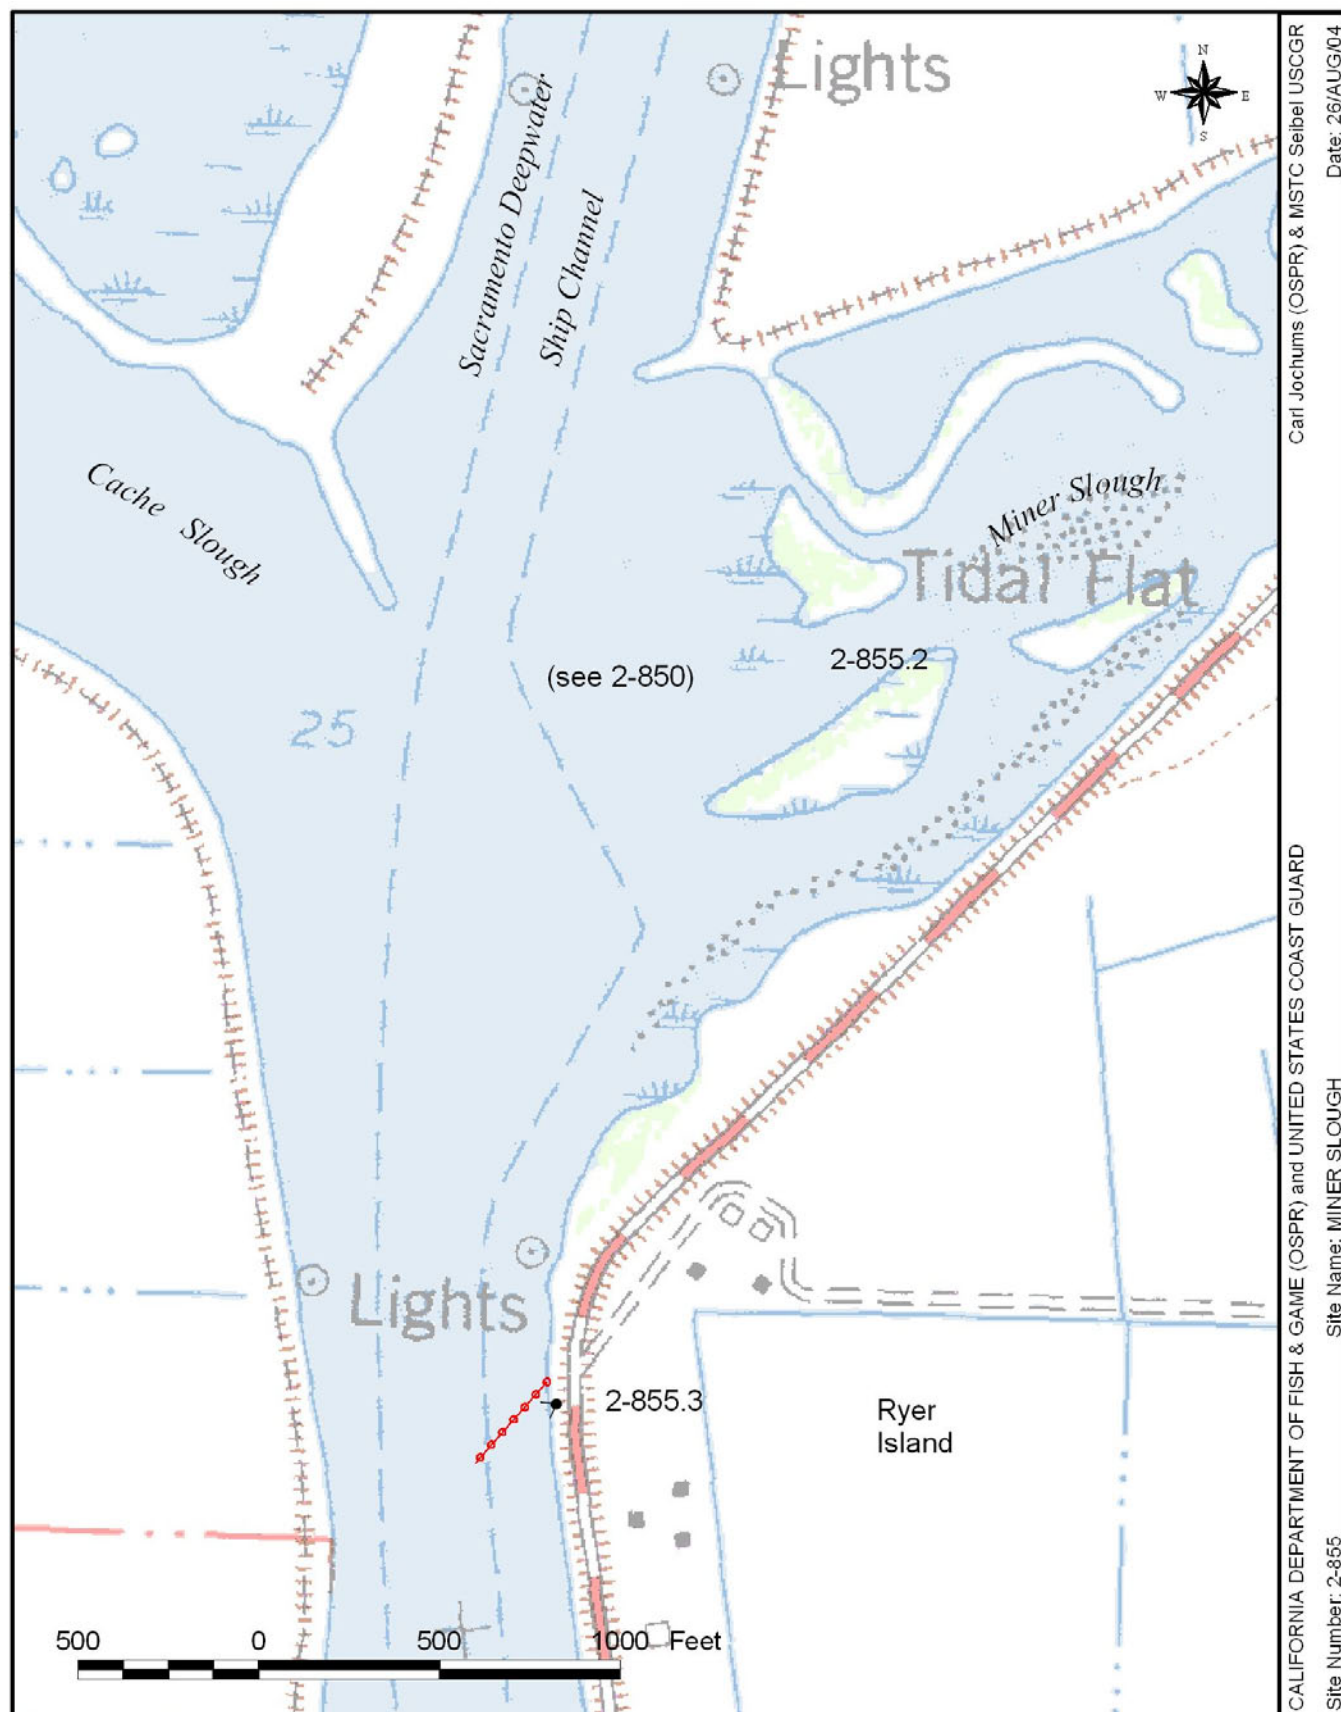 Lights
N
W E
S
Sacramento Deepwater
Ship Channel
Cache Slough
Miner Slough
Tidal Flat
(see 2-850)
2-855.2
25
Lights
2-855.3
Ryer
Island
500 0 500 1000 Feet
Carl Jochums (OSPR) & MSTC Seibel USCGR
Date: 26/AUG/04
CALIFORNIA DEPARTMENT OF FISH & GAME (OSPR) and UNITED STATES COAST GUARD
Site Name: MINER SLOUGH
Site Number: 2-855